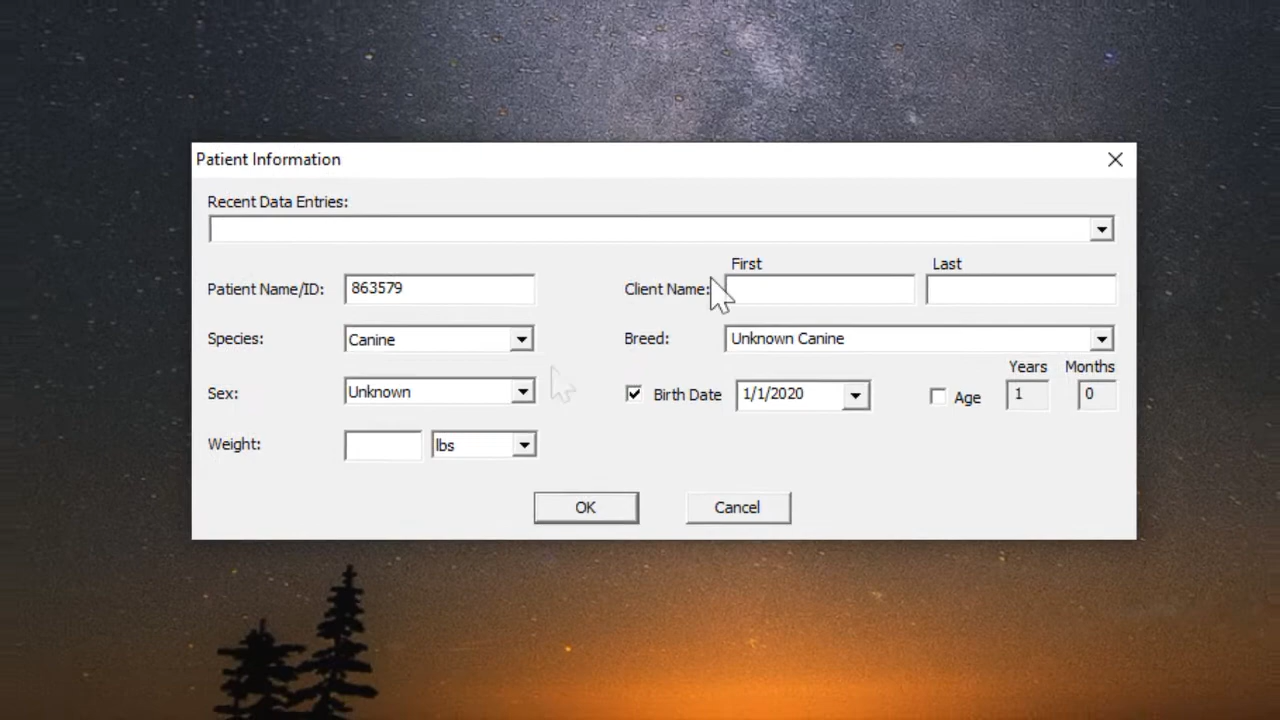 Patient Information
Recent Data Entries:
First Last
Patient Name/ID: 863579 Client Name:
Species: Canine Breed: Unknown Canine
Years Months
Sex: Unknown Birth Date 1/1/2020 Age 1 0
Weight: lbs
OK Cancel